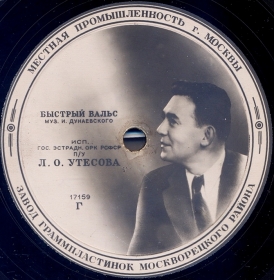 МЕСТНАЯ ПРОМЫШЛЕННОСТЬ г. МОСКВЫ
БЫСТРЫЙ ВАЛЬС
МУЗ. И. ДУНАЕВСКОГО
ИСП.
ГОС. ЭСТРАДН. ОРК РСФСР
П/У
Л. О. УТЕСОВА
17159
Г
ЗАВОД ГРАММПЛАСТИНОК МОСКВОРЕЦКОГО РАЙОНА